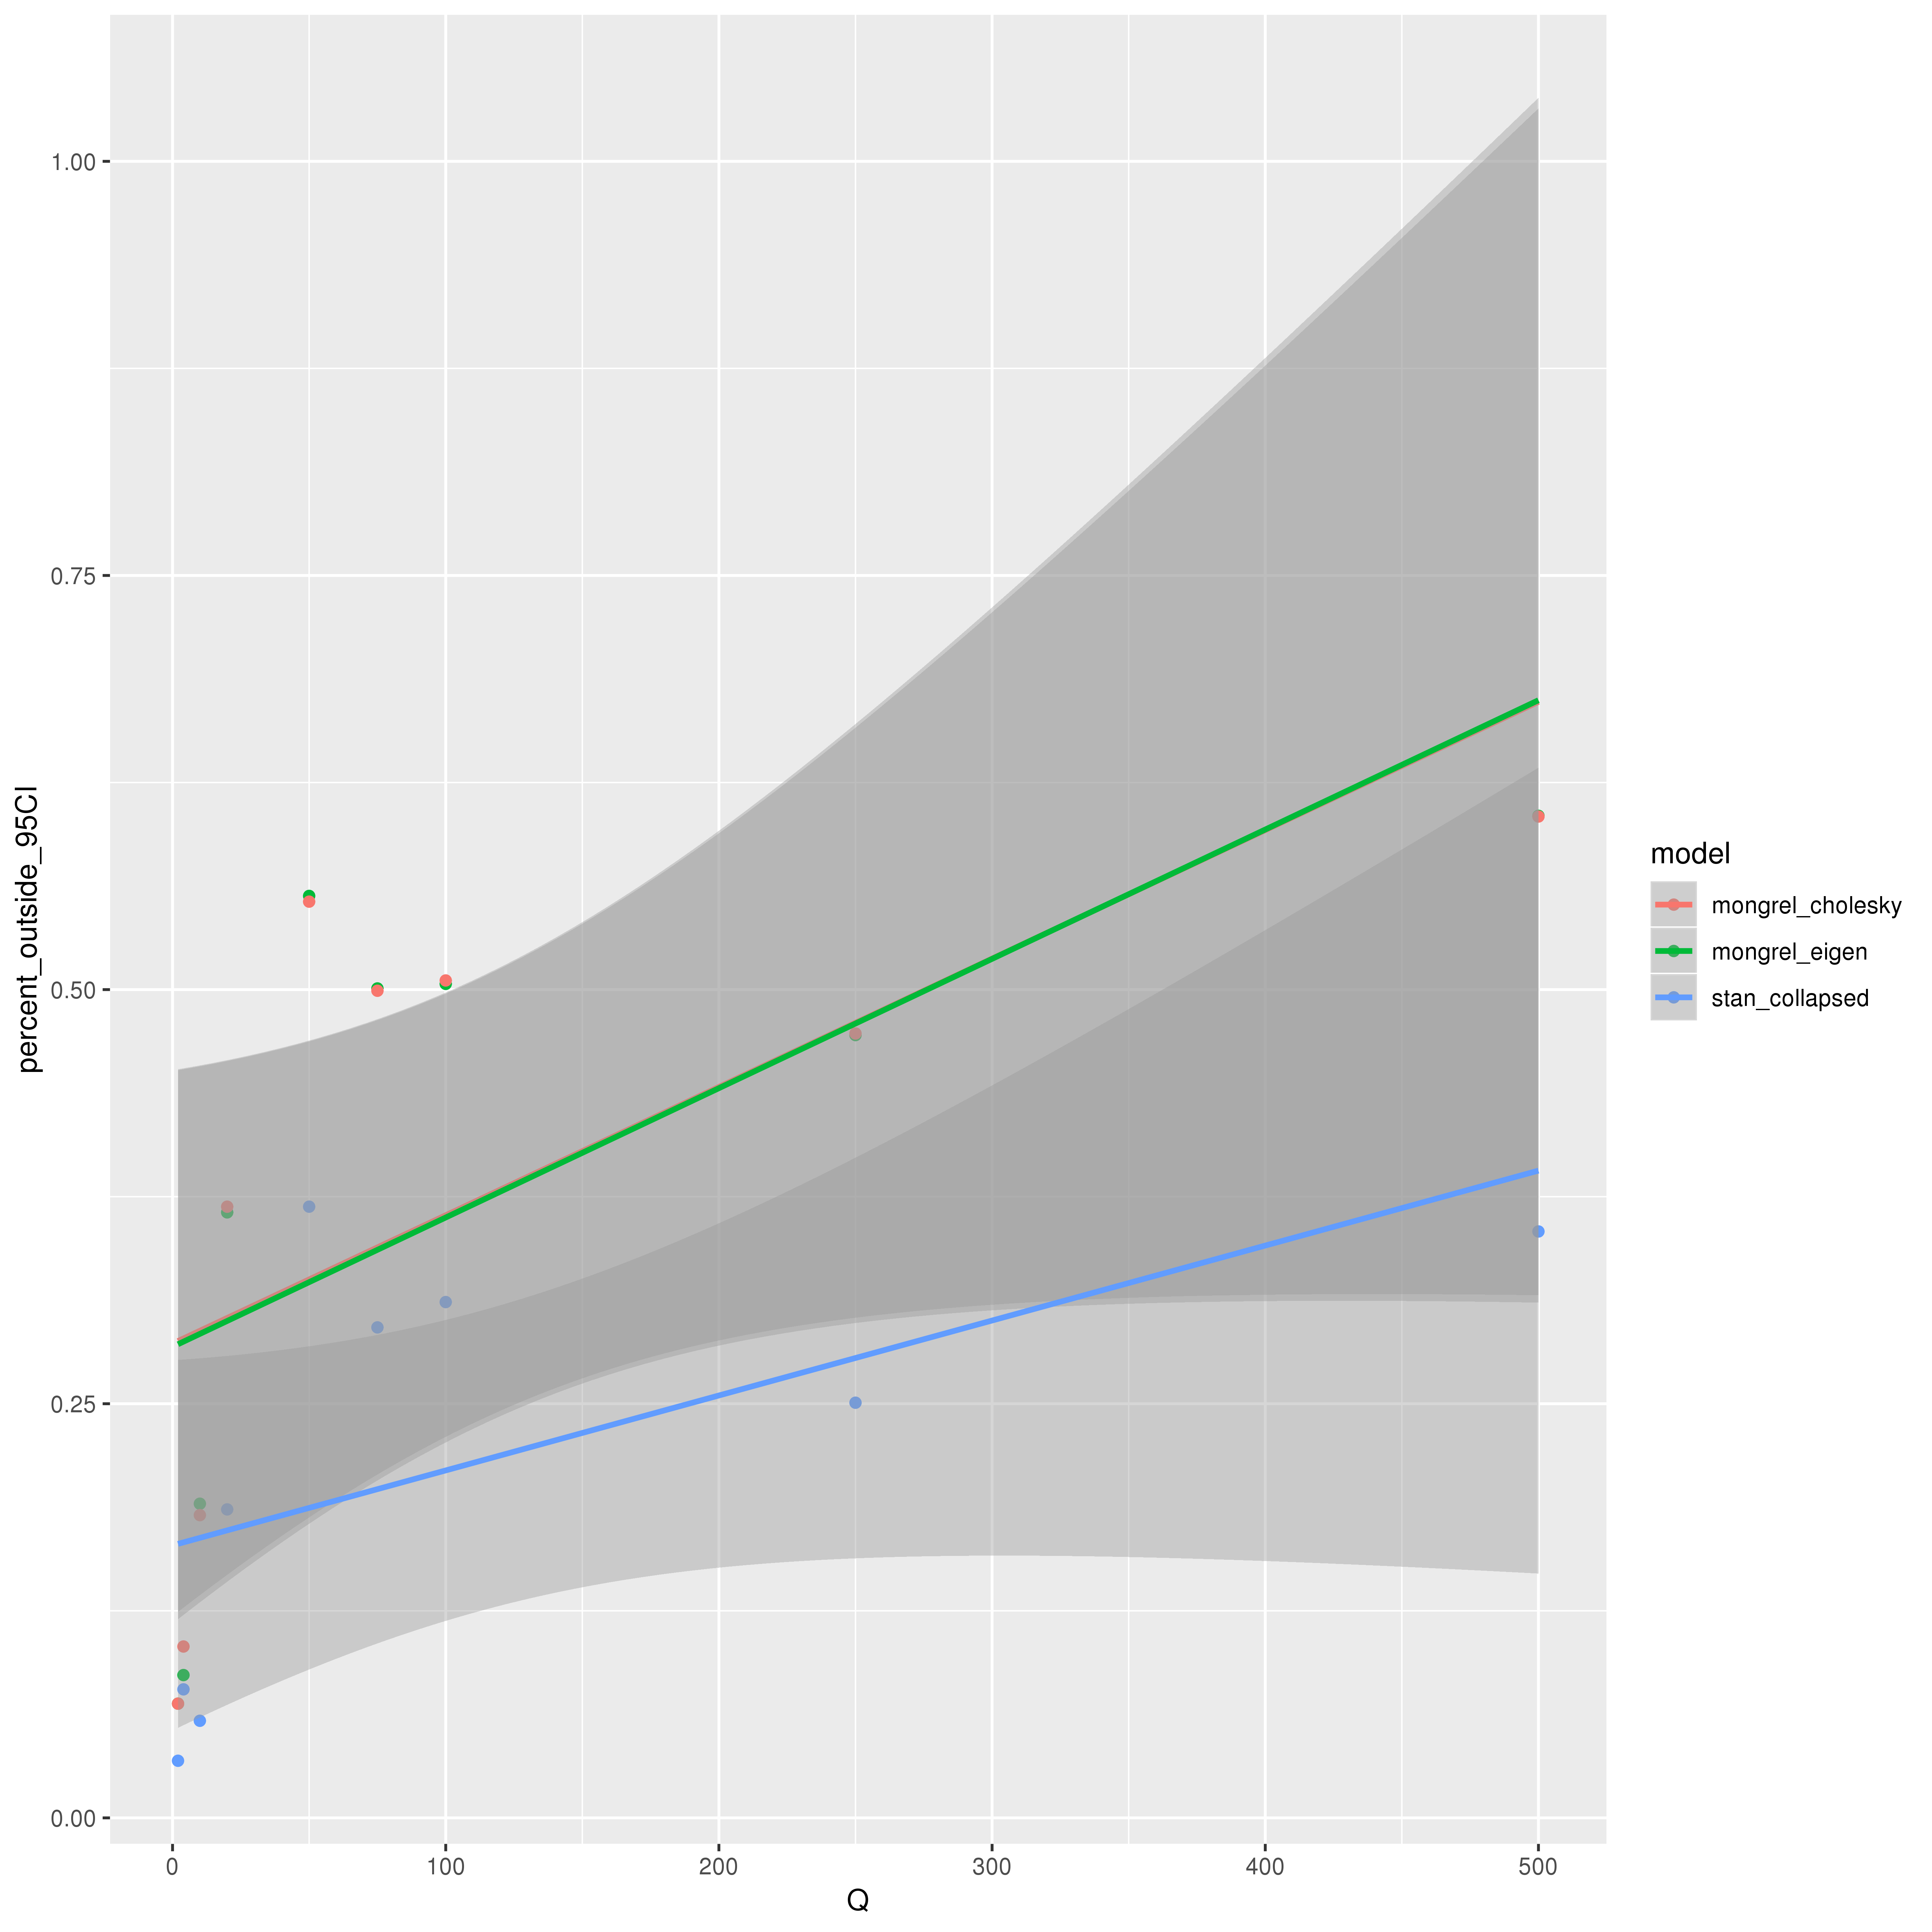 percent_outside_95CI
1.00
0.75
0.50
0.25
0.00
0 100 200 300 400 500
Q
model
mongrel_cholesky
mongrel_eigen
stan_collapsed